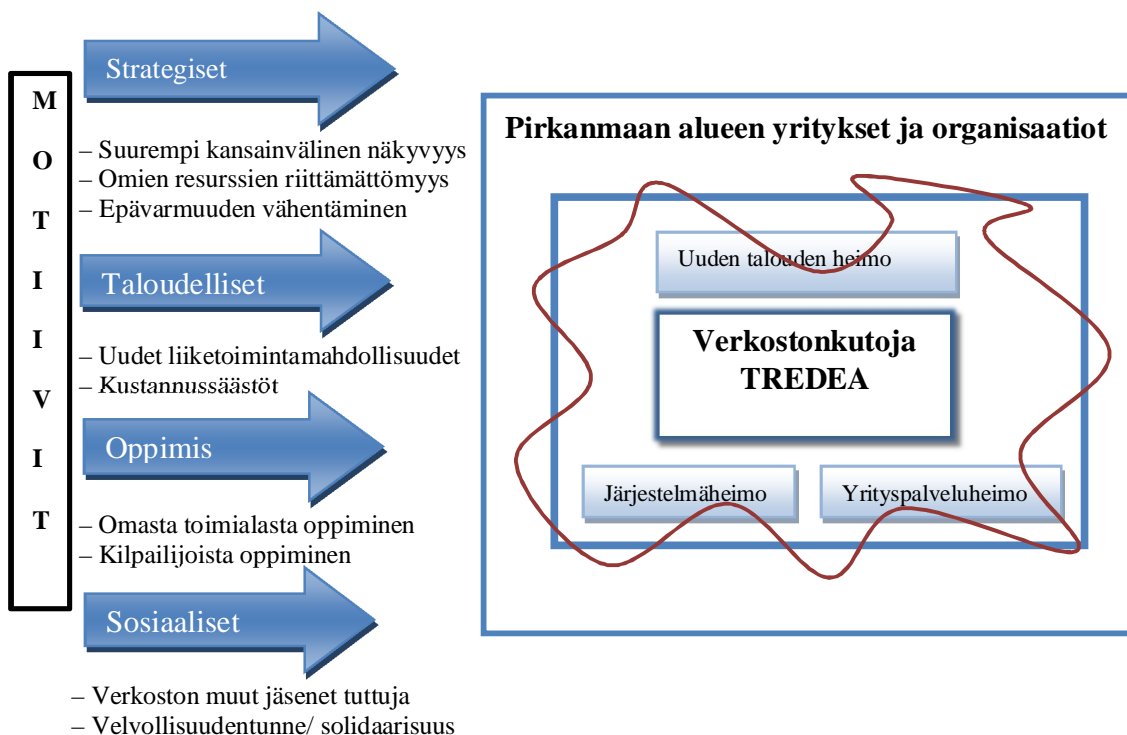 MOTIIVIT
Strategiset
– Suurempi kansainvälinen näkyvyys
– Omien resurssien riittämättömyys
– Epävarmuuden vähentäminen
Taloudelliset
– Uudet liiketoimintamahdollisuudet
– Kustannussäästöt
Oppimis
– Omasta toimialasta oppiminen
– Kilpailijoista oppiminen
Sosiaaliset
– Verkoston muut jäsenet tuttuja
– Velvollisuudentunne/ solidaarisuus
Pirkanmaan alueen yritykset ja organisaatiot
Uuden talouden heimo
Verkostonkutoja
TREDEA
Järjestelmäheimo
Yrityspalveluheimo